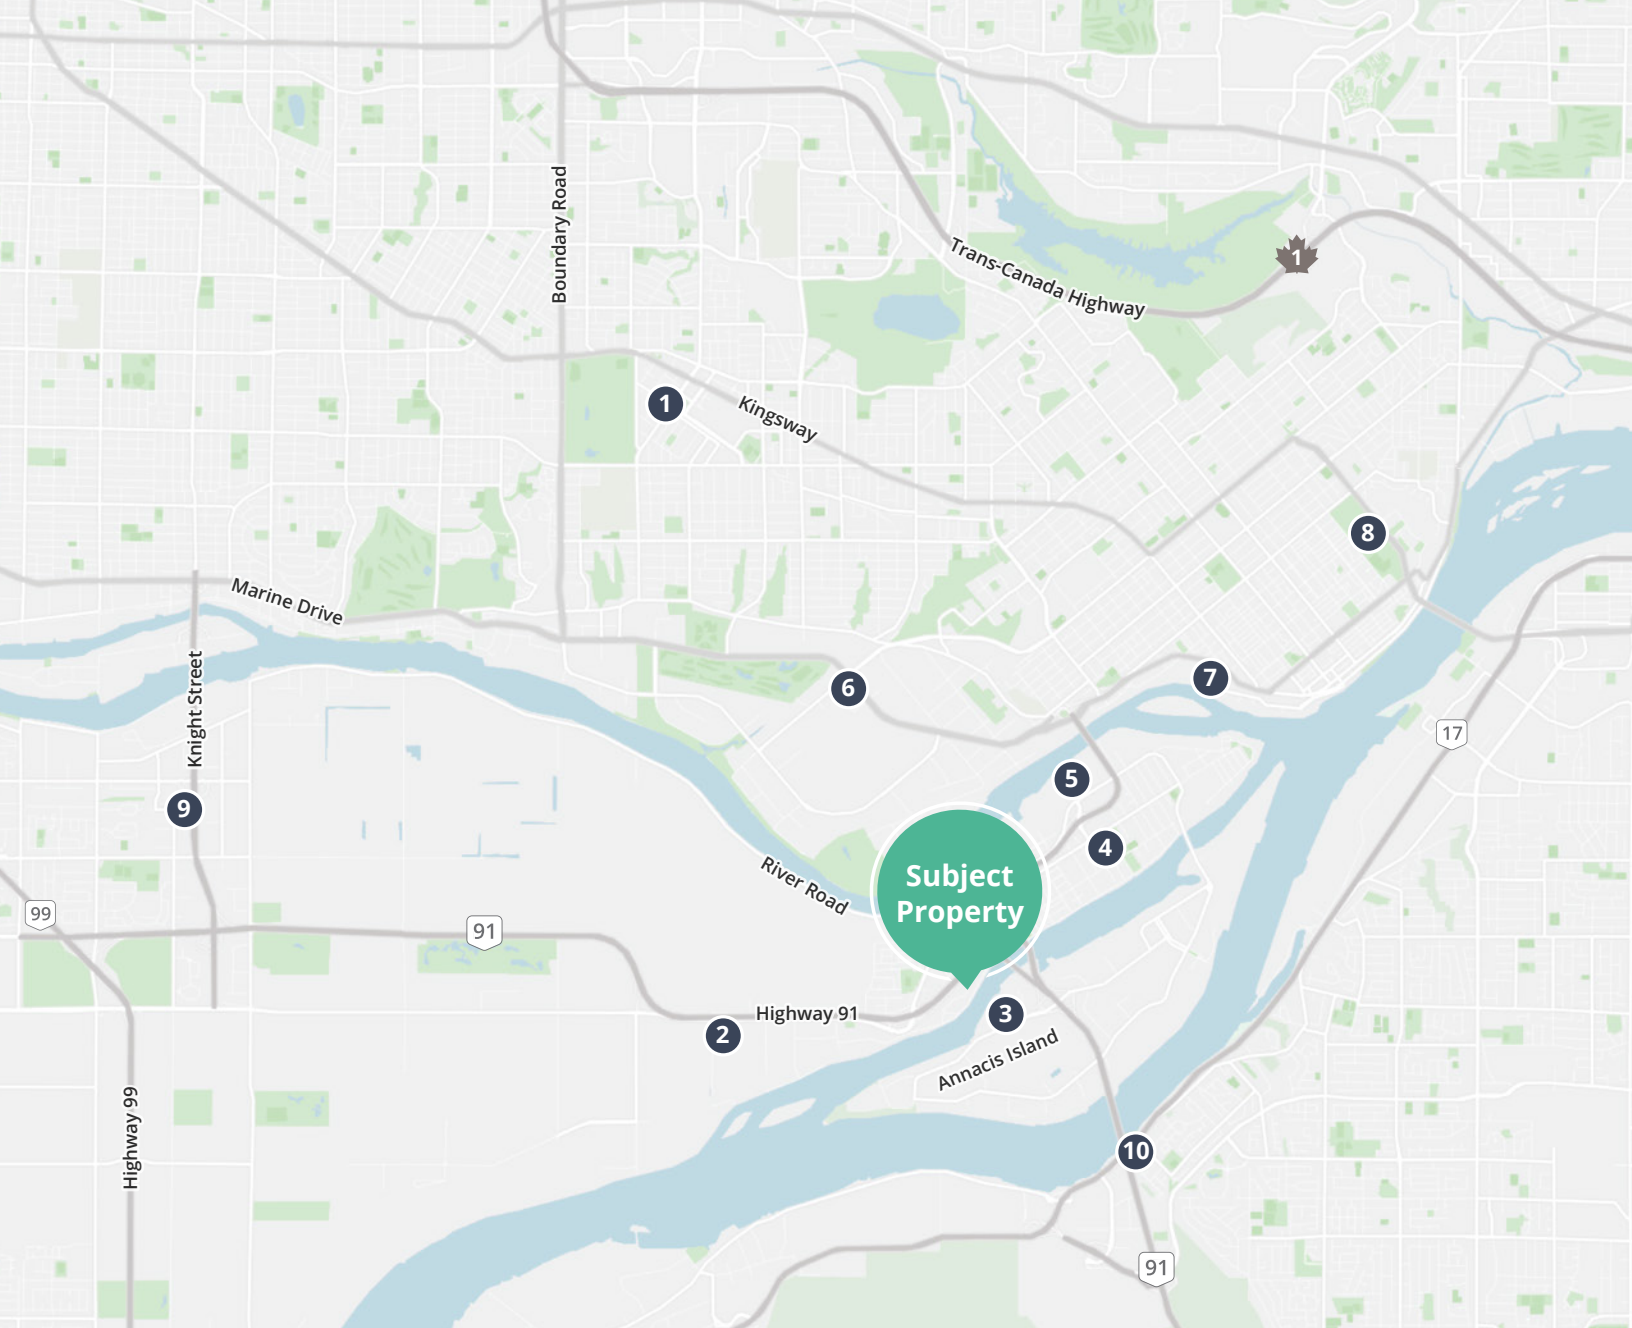 Boundary Road
Trans-Canada Highway
1
1
Kingsway
8
Marine Drive
Knight Street
6
7
17
5
9
4
River Road
Subject
Property
99
91
Highway 91
3
2
Annacis Island
Highway 99
10
91